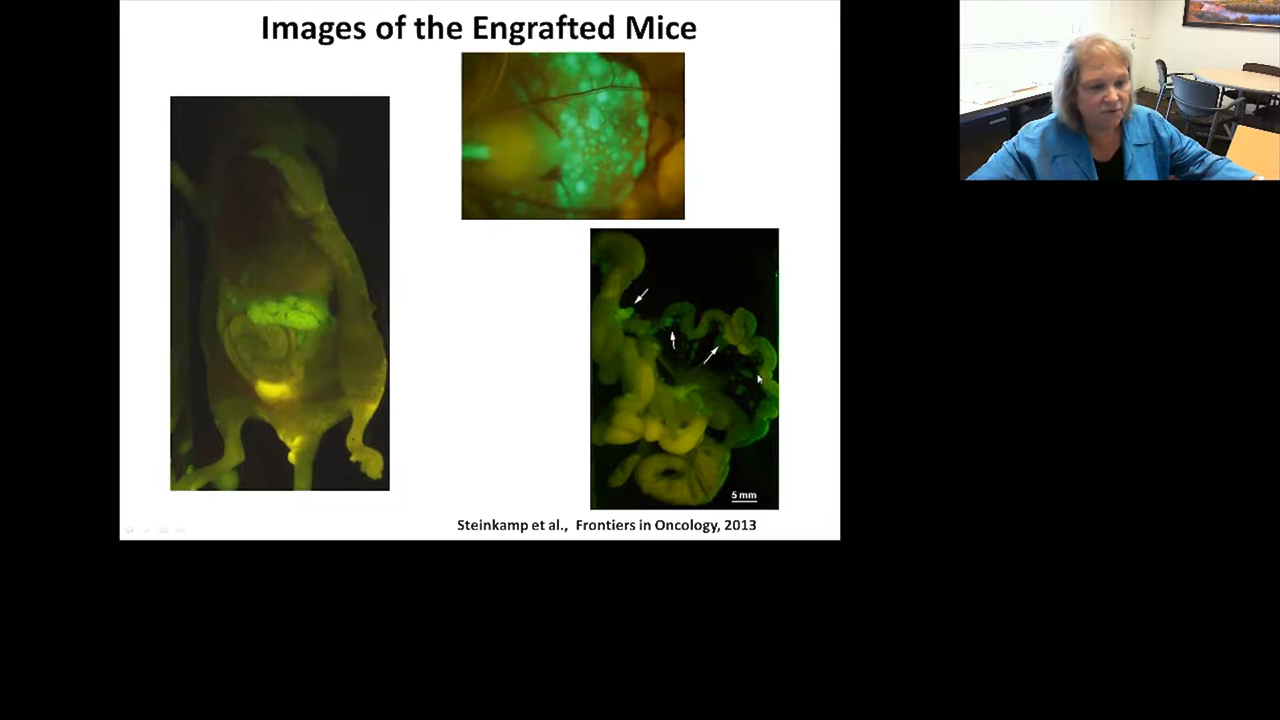 Images of the Engrafted Mice
5 mm
Steinkamp et al., Frontiers in Oncology, 2013